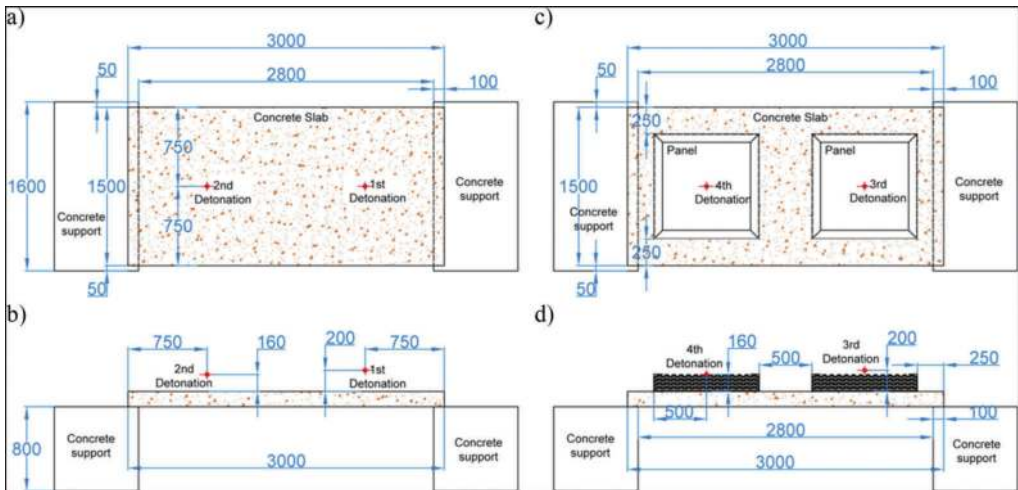 a)
3000
50
2800
100
Concrete Slab
750
1600
1500
2nd
Detonation
1st
Detonation
Concrete
support
Concrete
support
750
50
b)
750
160
200
750
2nd
Detonation
1st
Detonation
Concrete
support
Concrete
support
800
3000
c)
3000
50
2800
100
Concrete Slab
250
Panel
Panel
1500
4th
Detonation
3rd
Detonation
Concrete
support
Concrete
support
250
50
d)
4th
Detonation
160
500
3rd
Detonation
200
250
500
100
Concrete
support
2800
Concrete
support
3000